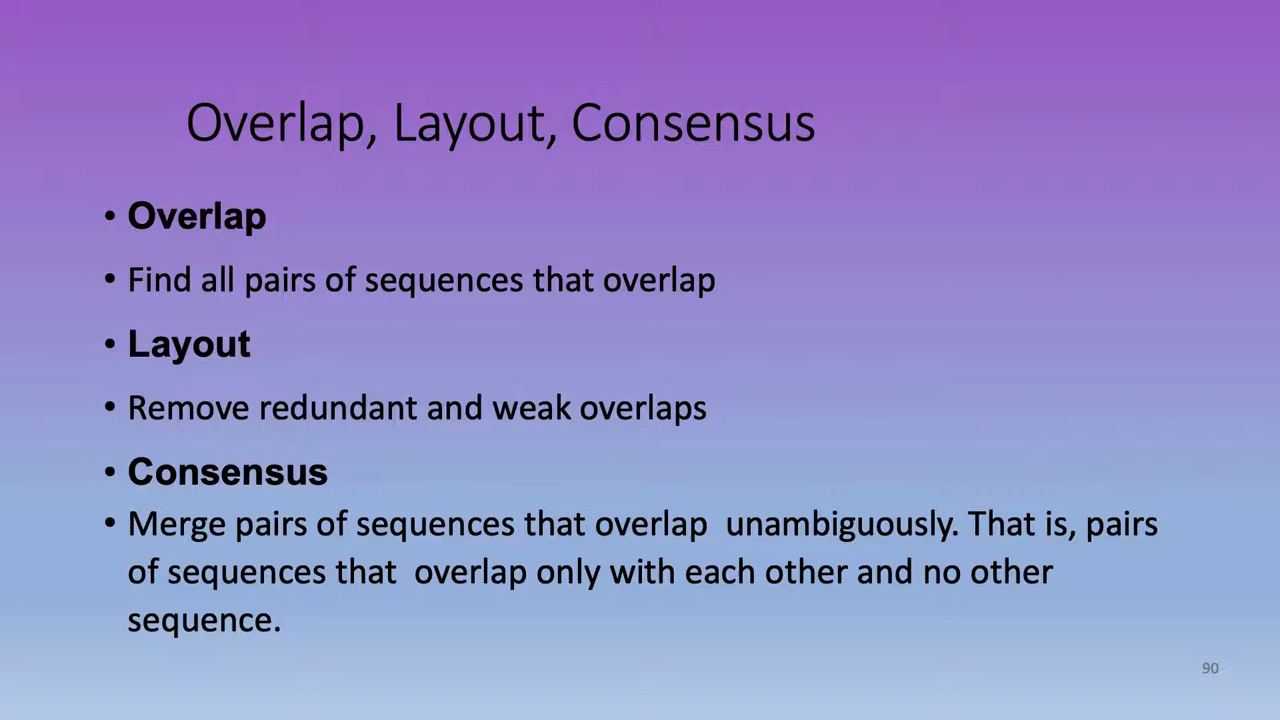 Overlap, Layout, Consensus
• Overlap
• Find all pairs of sequences that overlap
• Layout
• Remove redundant and weak overlaps
• Consensus
• Merge pairs of sequences that overlap  unambiguously. That is, pairs
of sequences that  overlap only with each other and no other
sequence.
90